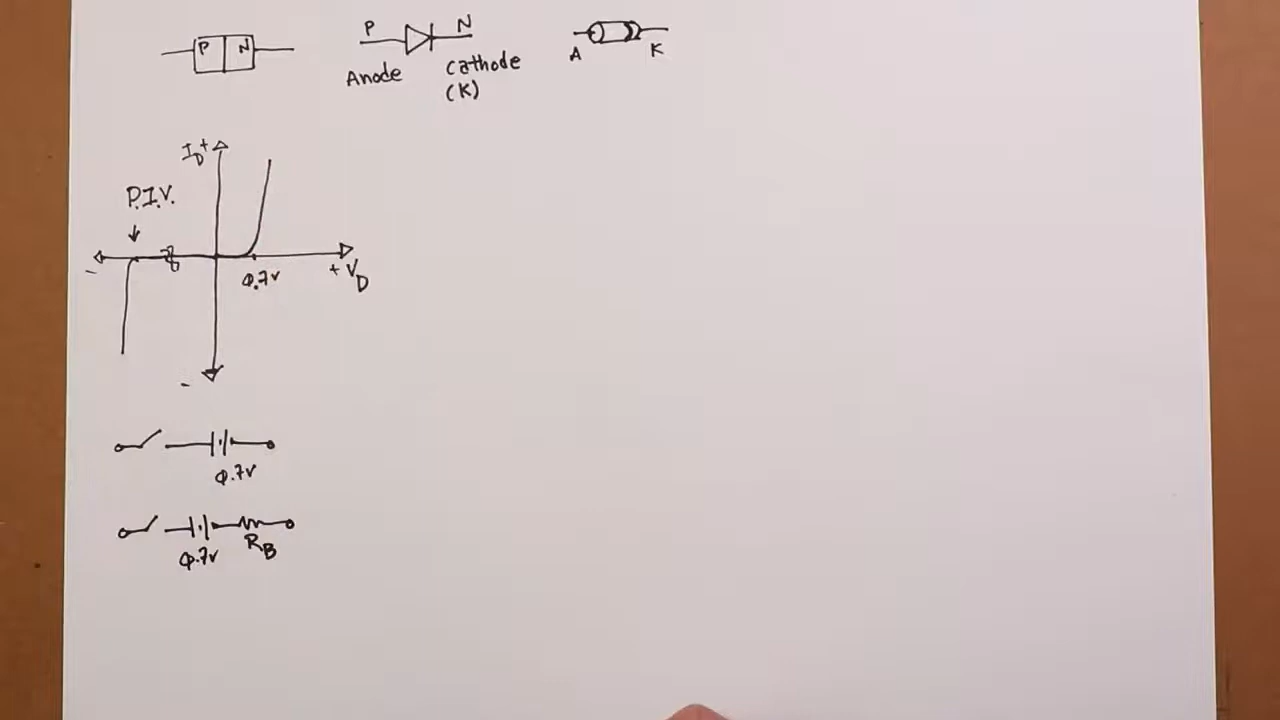 P N
P N
Anode Cathode
(K)
A K
I_D +
P.I.V.
- 0.7v + V_D
-
0.7v
0.7v R_B